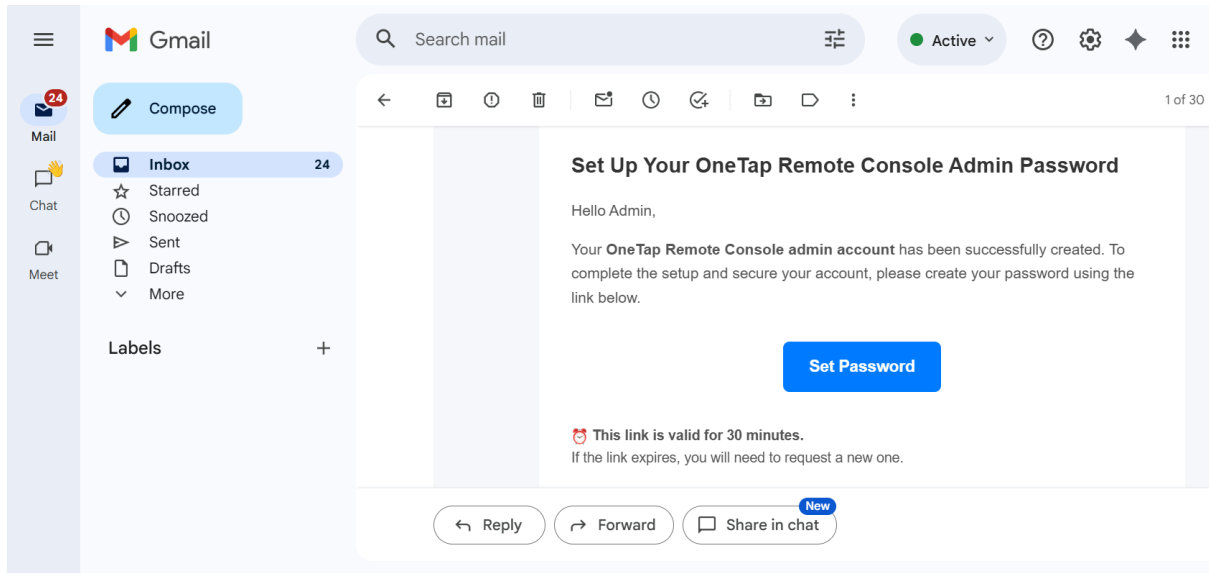 Gmail
Search mail
Active
24
Mail
Compose
1 of 30
Inbox 24
Starred
Chat
Snoozed
Sent
Meet
Drafts
More
Labels
Set Up Your OneTap Remote Console Admin Password
Hello Admin,
Your OneTap Remote Console admin account has been successfully created. To
complete the setup and secure your account, please create your password using the
link below.
Set Password
⏰ This link is valid for 30 minutes.
If the link expires, you will need to request a new one.
Reply
Forward
Share in chat
New